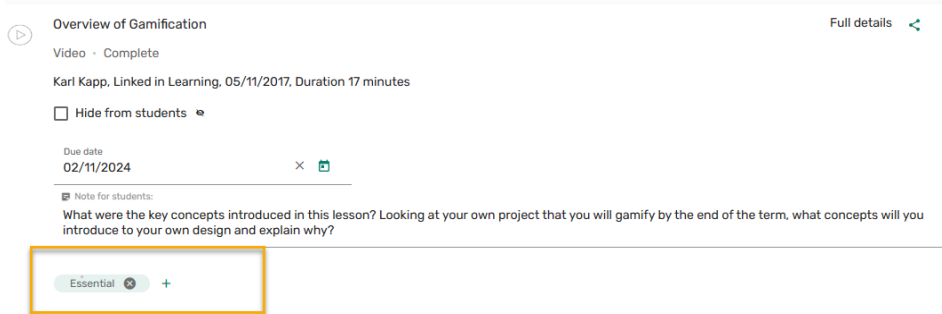 Overview of Gamification
Full details
Video · Complete
Karl Kapp, Linked in Learning, 05/11/2017, Duration 17 minutes
Hide from students
Due date
02/11/2024
Note for students:
What were the key concepts introduced in this lesson? Looking at your own project that you will gamify by the end of the term, what concepts will you
introduce to your own design and explain why?
Essential
+